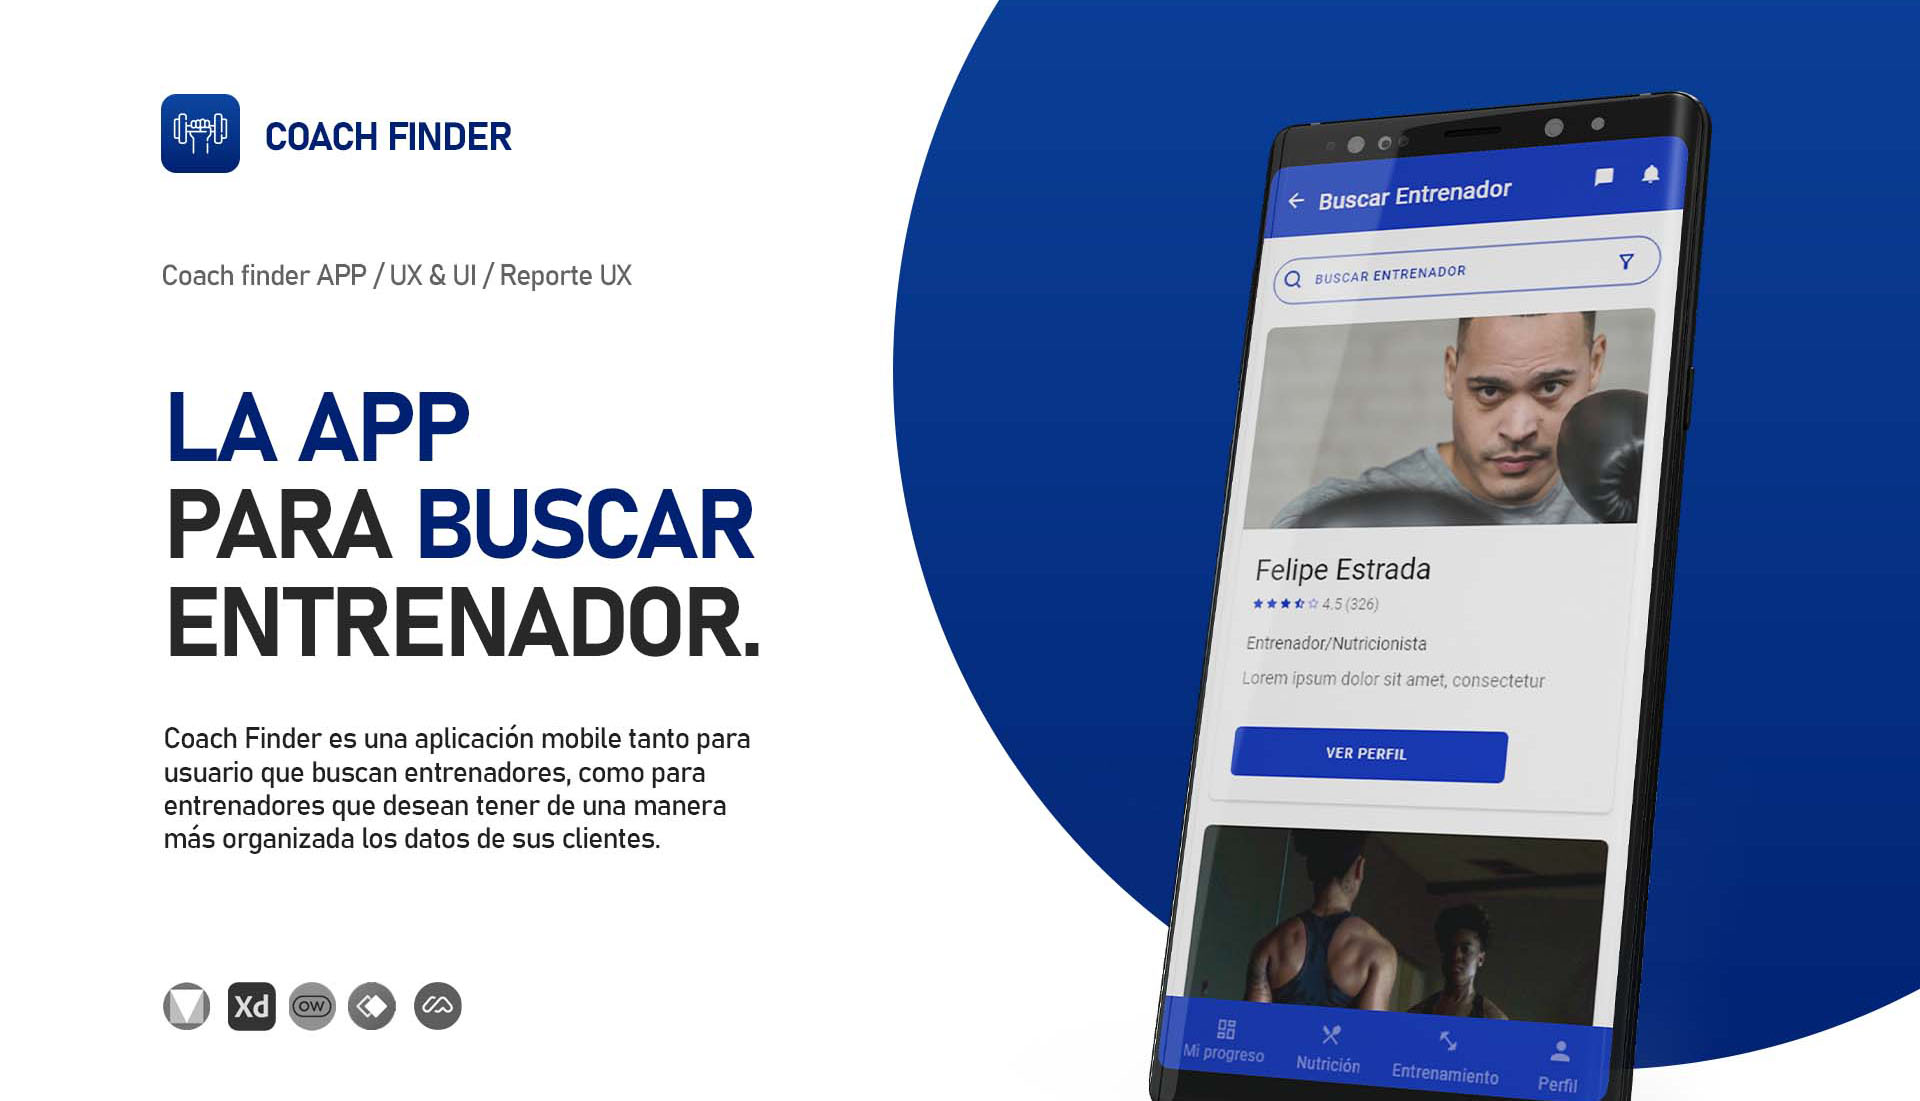 COACH FINDER
Coach finder APP / UX & UI / Reporte UX
LA APP
PARA BUSCAR
ENTRENADOR.
Coach Finder es una aplicación mobile tanto para
usuario que buscan entrenadores, como para
entrenadores que desean tener de una manera
más organizada los datos de sus clientes.
Xd
OW
Buscar Entrenador
BUSCAR ENTRENADOR
Felipe Estrada
4.5 (326)
Entrenador/Nutricionista
Lorem ipsum dolor sit amet, consectetur
VER PERFIL
Mi progreso
Nutrición
Entrenamiento
Perfil